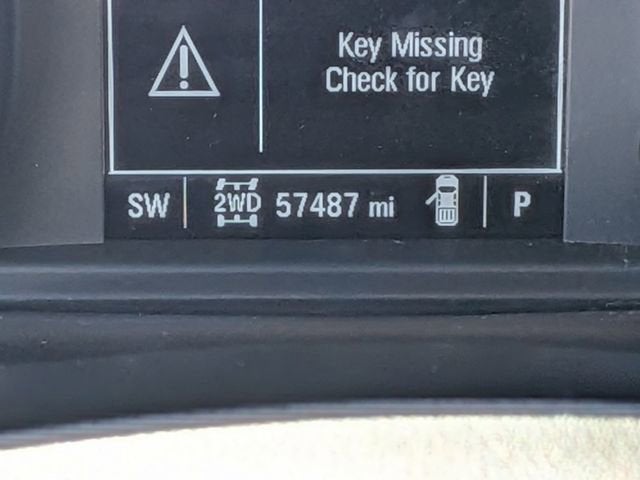 Key Missing
Check for Key
SW 2WD 57487 mi P